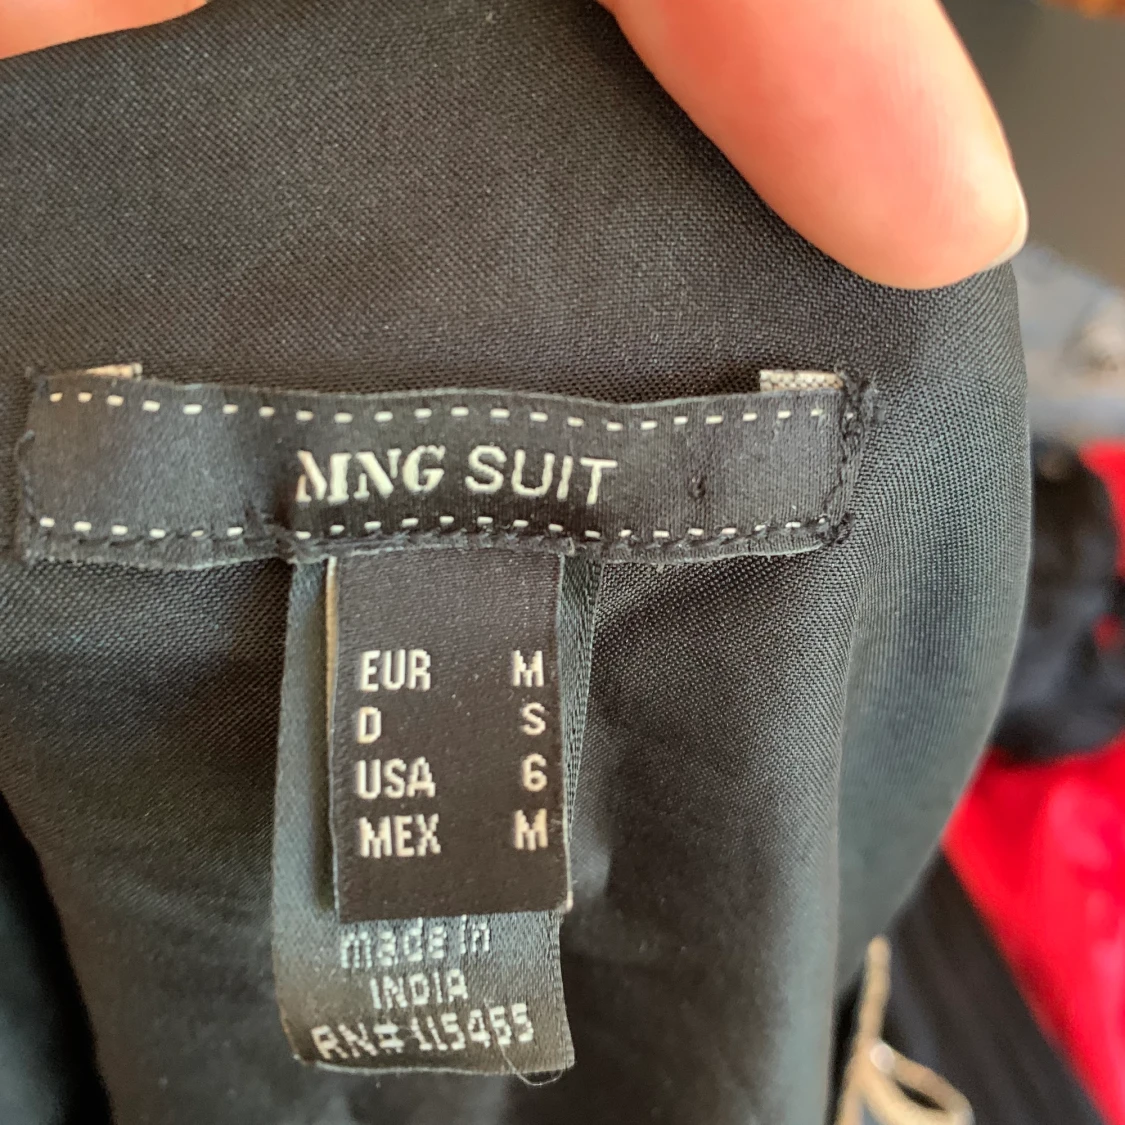 MNG SUIT
EUR M
D S
USA 6
MEX M
made in
INDIA
RN# 115455